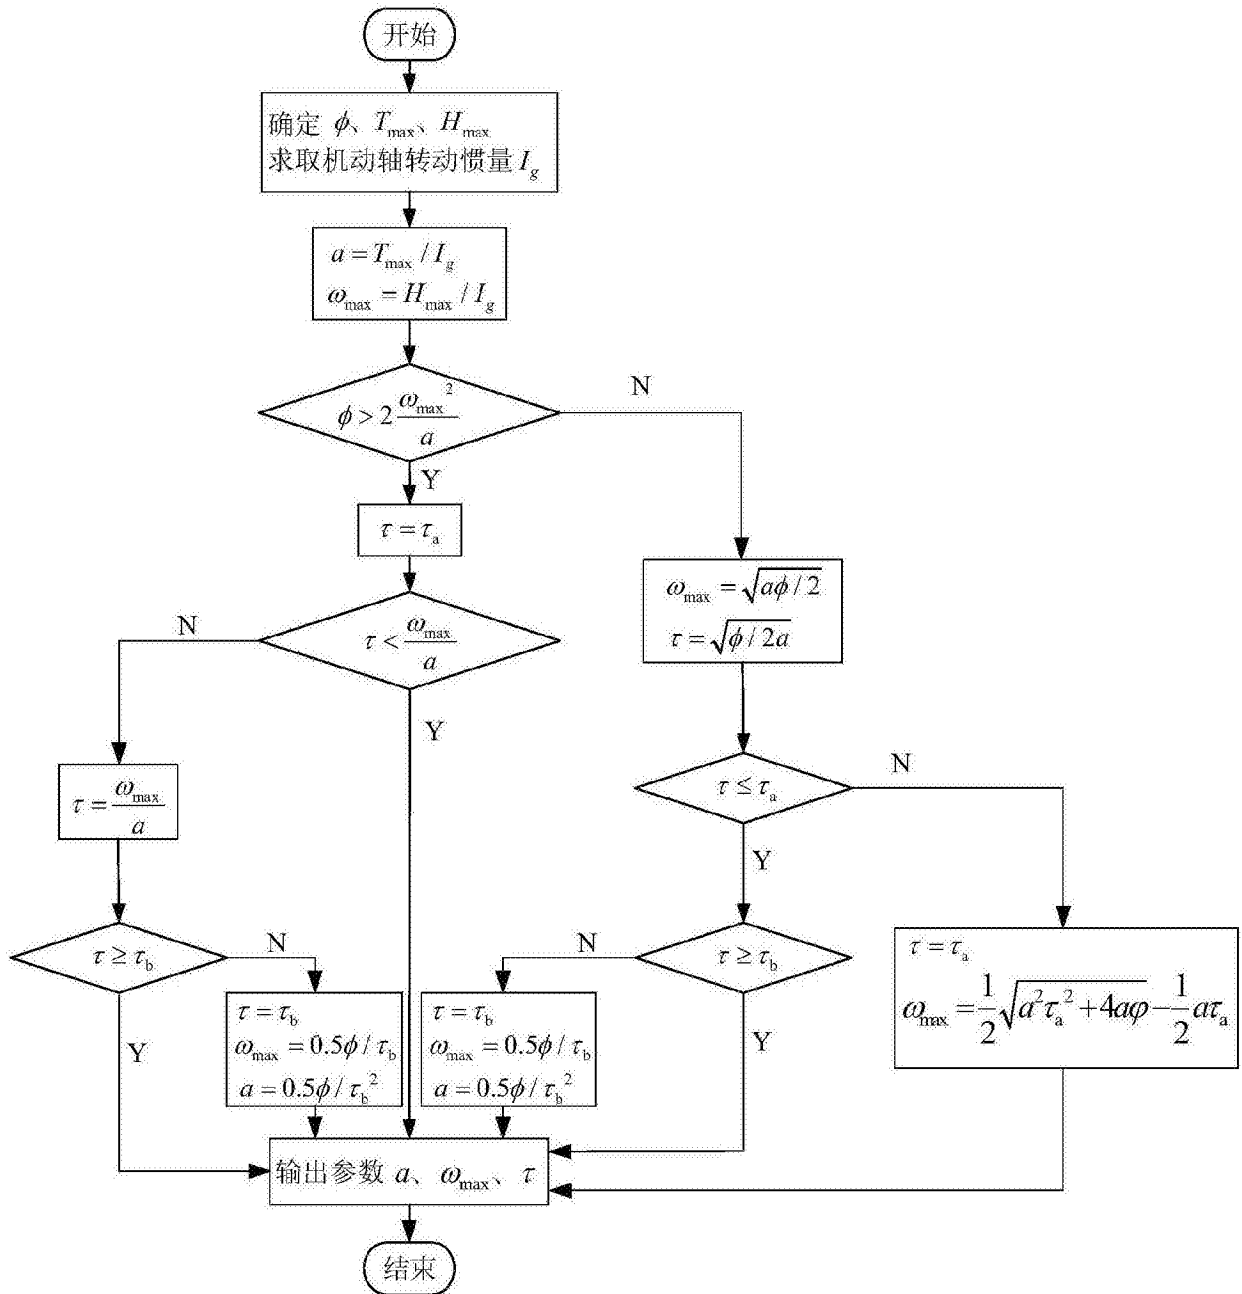 开始
确定 ϕ、T_max、H_max
求取机动轴转动惯量 I_g
a = T_max / I_g
ω_max = H_max / I_g
ϕ > 2 ω_max² / a
N
Y
τ = τ_a
ω_max = √(aϕ / 2)
τ = √(ϕ / 2a)
N
τ < ω_max / a
Y
τ = ω_max / a
τ ≤ τ_a
N
Y
τ ≥ τ_b
N
Y
N
τ ≥ τ_b
Y
τ = τ_b
ω_max = 0.5ϕ / τ_b
a = 0.5ϕ / τ_b²
τ = τ_b
ω_max = 0.5ϕ / τ_b
a = 0.5ϕ / τ_b²
τ = τ_a
ω_max = 1/2 √(a²τ_a² + 4aφ) − 1/2 aτ_a
输出参数 a、ω_max、τ
结束